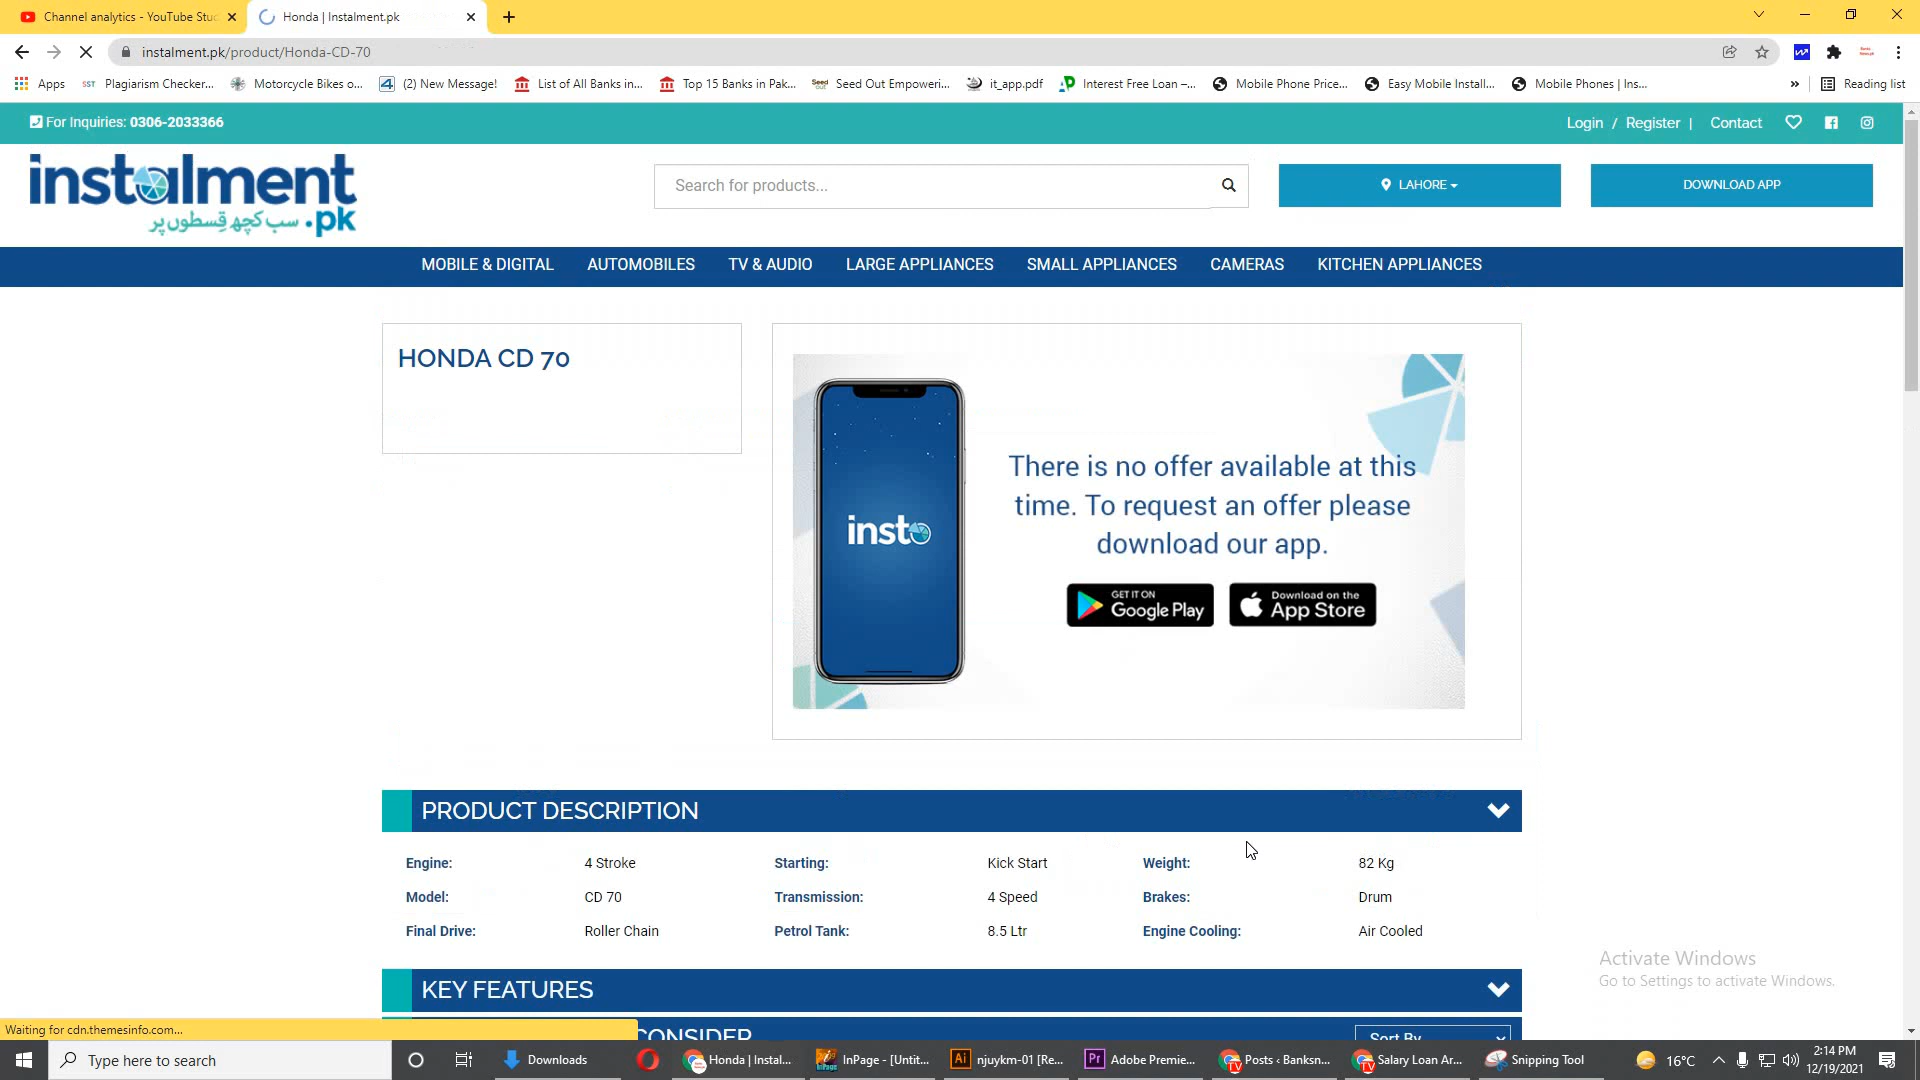 Channel analytics - YouTube Stu
Honda | Instalment.pk
instalment.pk/product/Honda-CD-70
Apps
SST Plagiarism Checker...
Motorcycle Bikes o...
(2) New Message!
List of All Banks in...
Top 15 Banks in Pak...
Seed Out Empoweri...
it_app.pdf
Interest Free Loan –...
Mobile Phone Price...
Easy Mobile Install...
Mobile Phones | Ins...
»
Reading list
For Inquiries: 0306-2033366
Login / Register | Contact
instalment
.pk سب کچھ قسطوں پر
Search for products...
LAHORE
DOWNLOAD APP
MOBILE & DIGITAL AUTOMOBILES TV & AUDIO LARGE APPLIANCES SMALL APPLIANCES CAMERAS KITCHEN APPLIANCES
HONDA CD 70
insto
There is no offer available at this
time. To request an offer please
download our app.
GET IT ON
Google Play
Download on the
App Store
PRODUCT DESCRIPTION
Engine: 4 Stroke Starting: Kick Start Weight: 82 Kg
Model: CD 70 Transmission: 4 Speed Brakes: Drum
Final Drive: Roller Chain Petrol Tank: 8.5 Ltr Engine Cooling: Air Cooled
Activate Windows
Go to Settings to activate Windows.
KEY FEATURES
CONSIDER
Sort By
Waiting for cdn.themesinfo.com...
Type here to search
Downloads
Honda | Instal...
InPage - [Untit...
Ai njuykm-01 [Re...
Pr Adobe Premie...
Posts ‹ Banksn...
Salary Loan Ar...
Snipping Tool
16°C
2:14 PM
12/19/2021